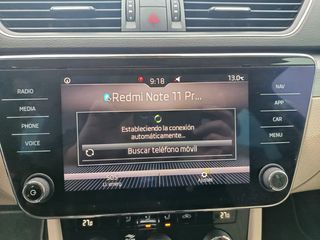 RADIO
MEDIA
PHONE
VOICE
9:18
13.0°C
Redmi Note 11 Pr...
Estableciendo la conexión
automáticamente...
Buscar teléfono móvil
NAV
APP
CAR
MENU